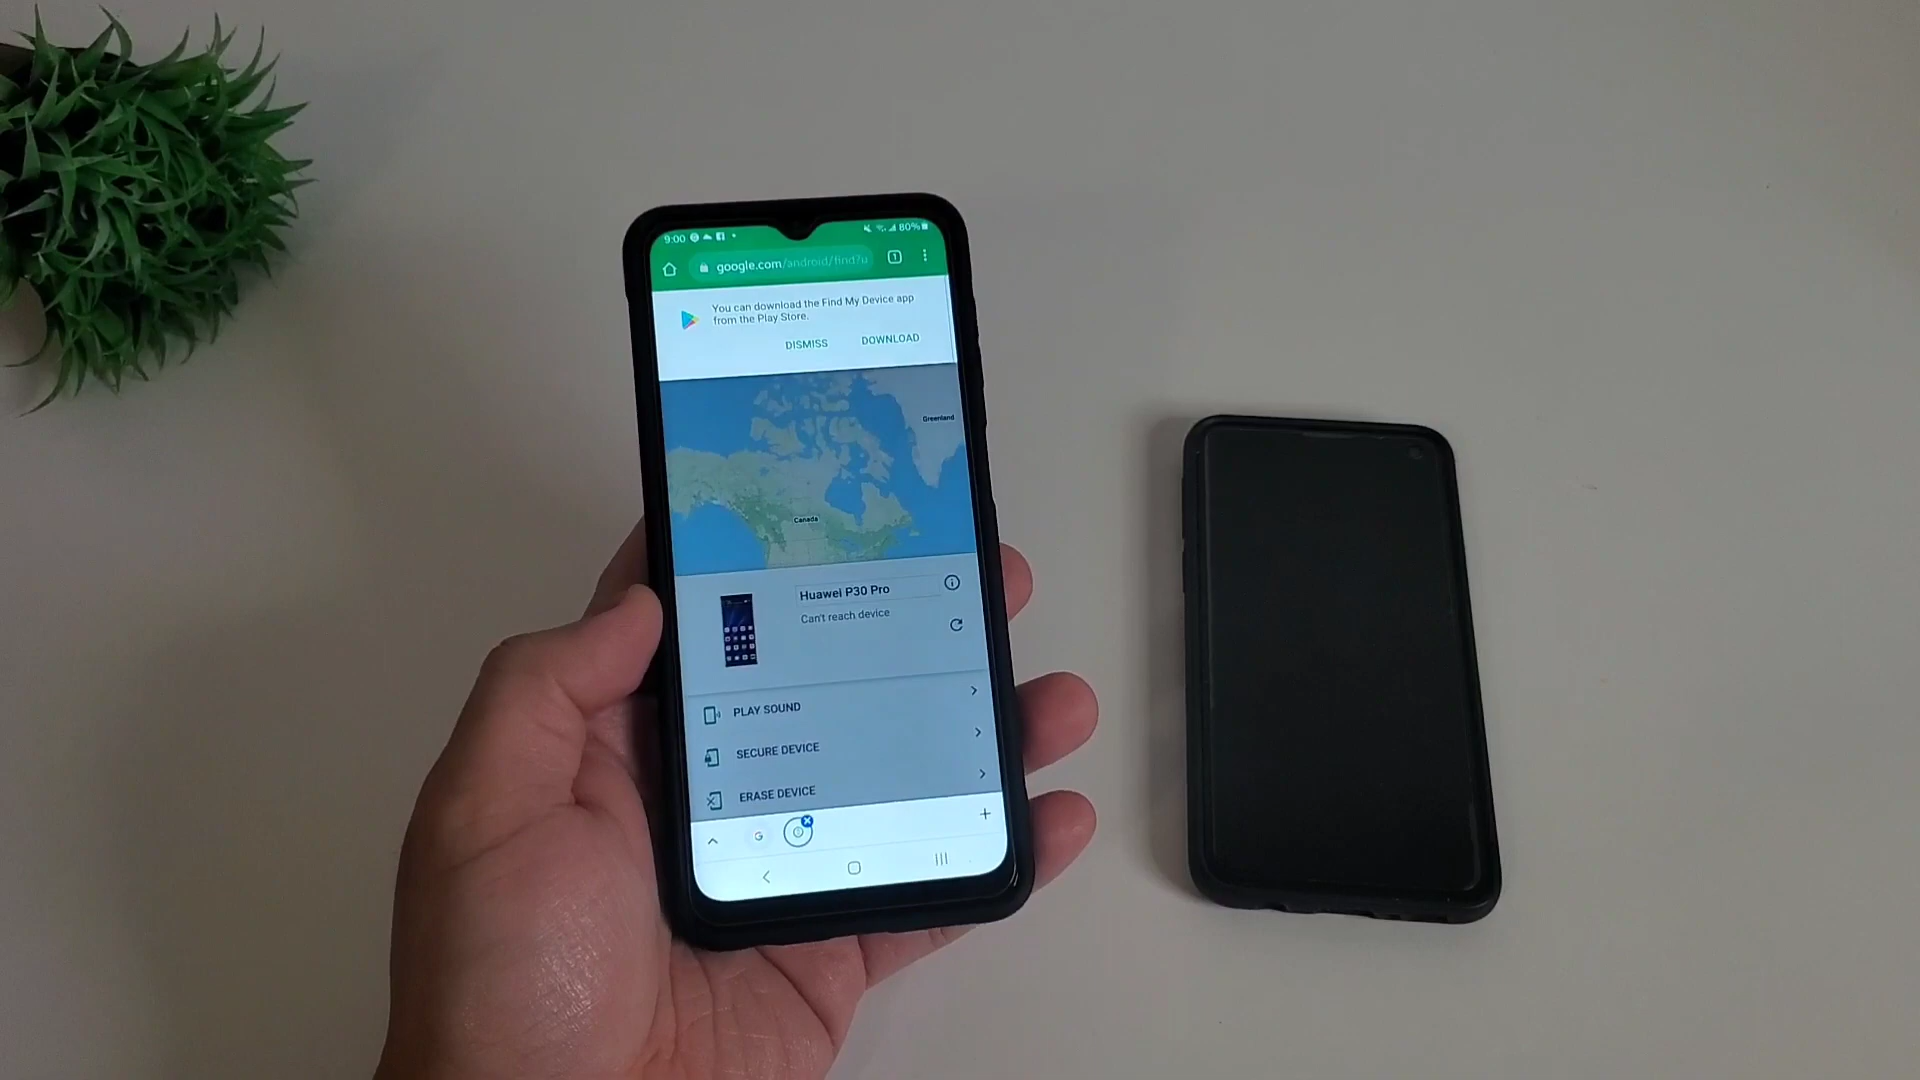 9:00
80%
google.com/android/find?u
1
You can download the Find My Device app
from the Play Store.
DISMISS
DOWNLOAD
Greenland
Canada
Huawei P30 Pro
Can't reach device
PLAY SOUND
SECURE DEVICE
ERASE DEVICE
G